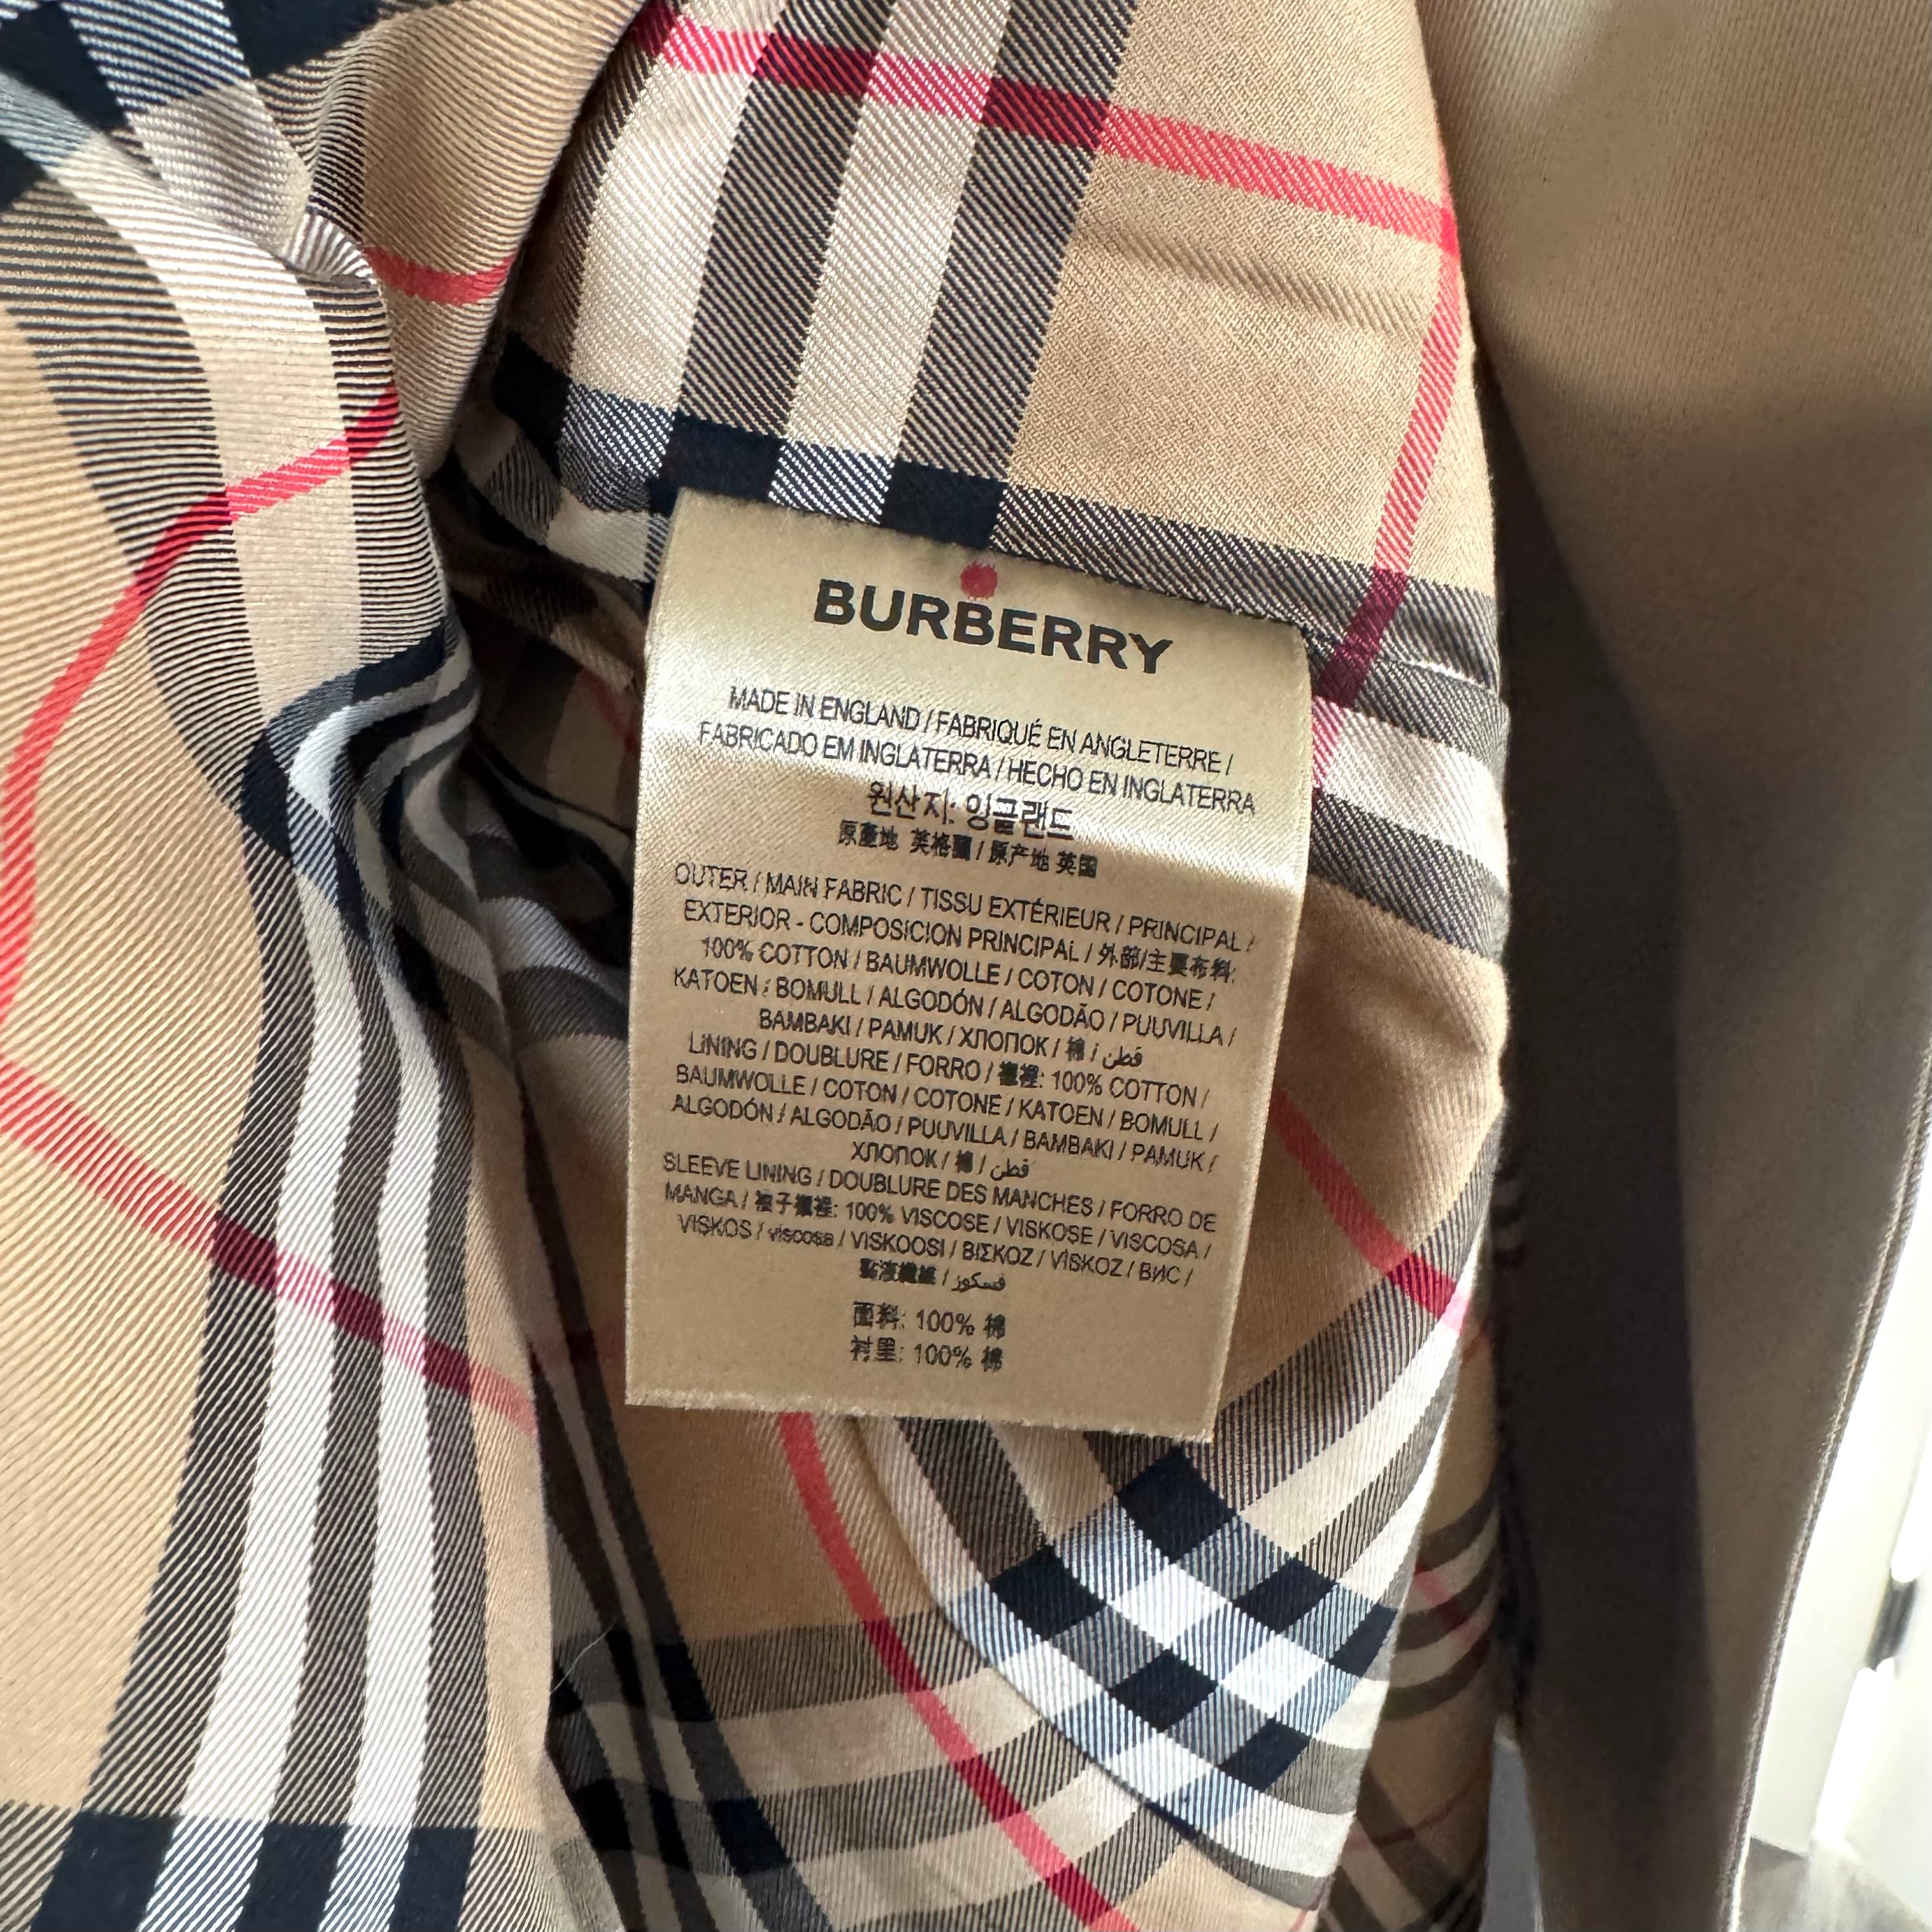 BURBERRY
MADE IN ENGLAND / FABRIQUÉ EN ANGLETERRE /
FABRICADO EM INGLATERRA / HECHO EN INGLATERRA
원산지: 잉글랜드
原產地 英格蘭 / 原产地 英国
OUTER / MAIN FABRIC / TISSU EXTÉRIEUR / PRINCIPAL /
EXTERIOR - COMPOSICION PRINCIPAL / 外部/主要布料:
100% COTTON / BAUMWOLLE / COTON / COTONE /
KATOEN / BOMULL / ALGODÓN / ALGODÃO / PUUVILLA /
BAMBAKI / PAMUK / ХЛОПОК / 棉 / قطن
LINING / DOUBLURE / FORRO / 襯裡: 100% COTTON /
BAUMWOLLE / COTON / COTONE / KATOEN / BOMULL /
ALGODÓN / ALGODÃO / PUUVILLA / BAMBAKI / PAMUK /
ХЛОПОК / 棉 / قطن
SLEEVE LINING / DOUBLURE DES MANCHES / FORRO DE
MANGA / 袖子襯裡: 100% VISCOSE / VISKOSE / VISCOSA /
VISKOS / viscosa / VISKOOSI / ΒΙΣΚΟΖ / VİSKOZ / ВИС /
黏液纖維 / فسكوز
面料: 100% 棉
衬里: 100% 棉